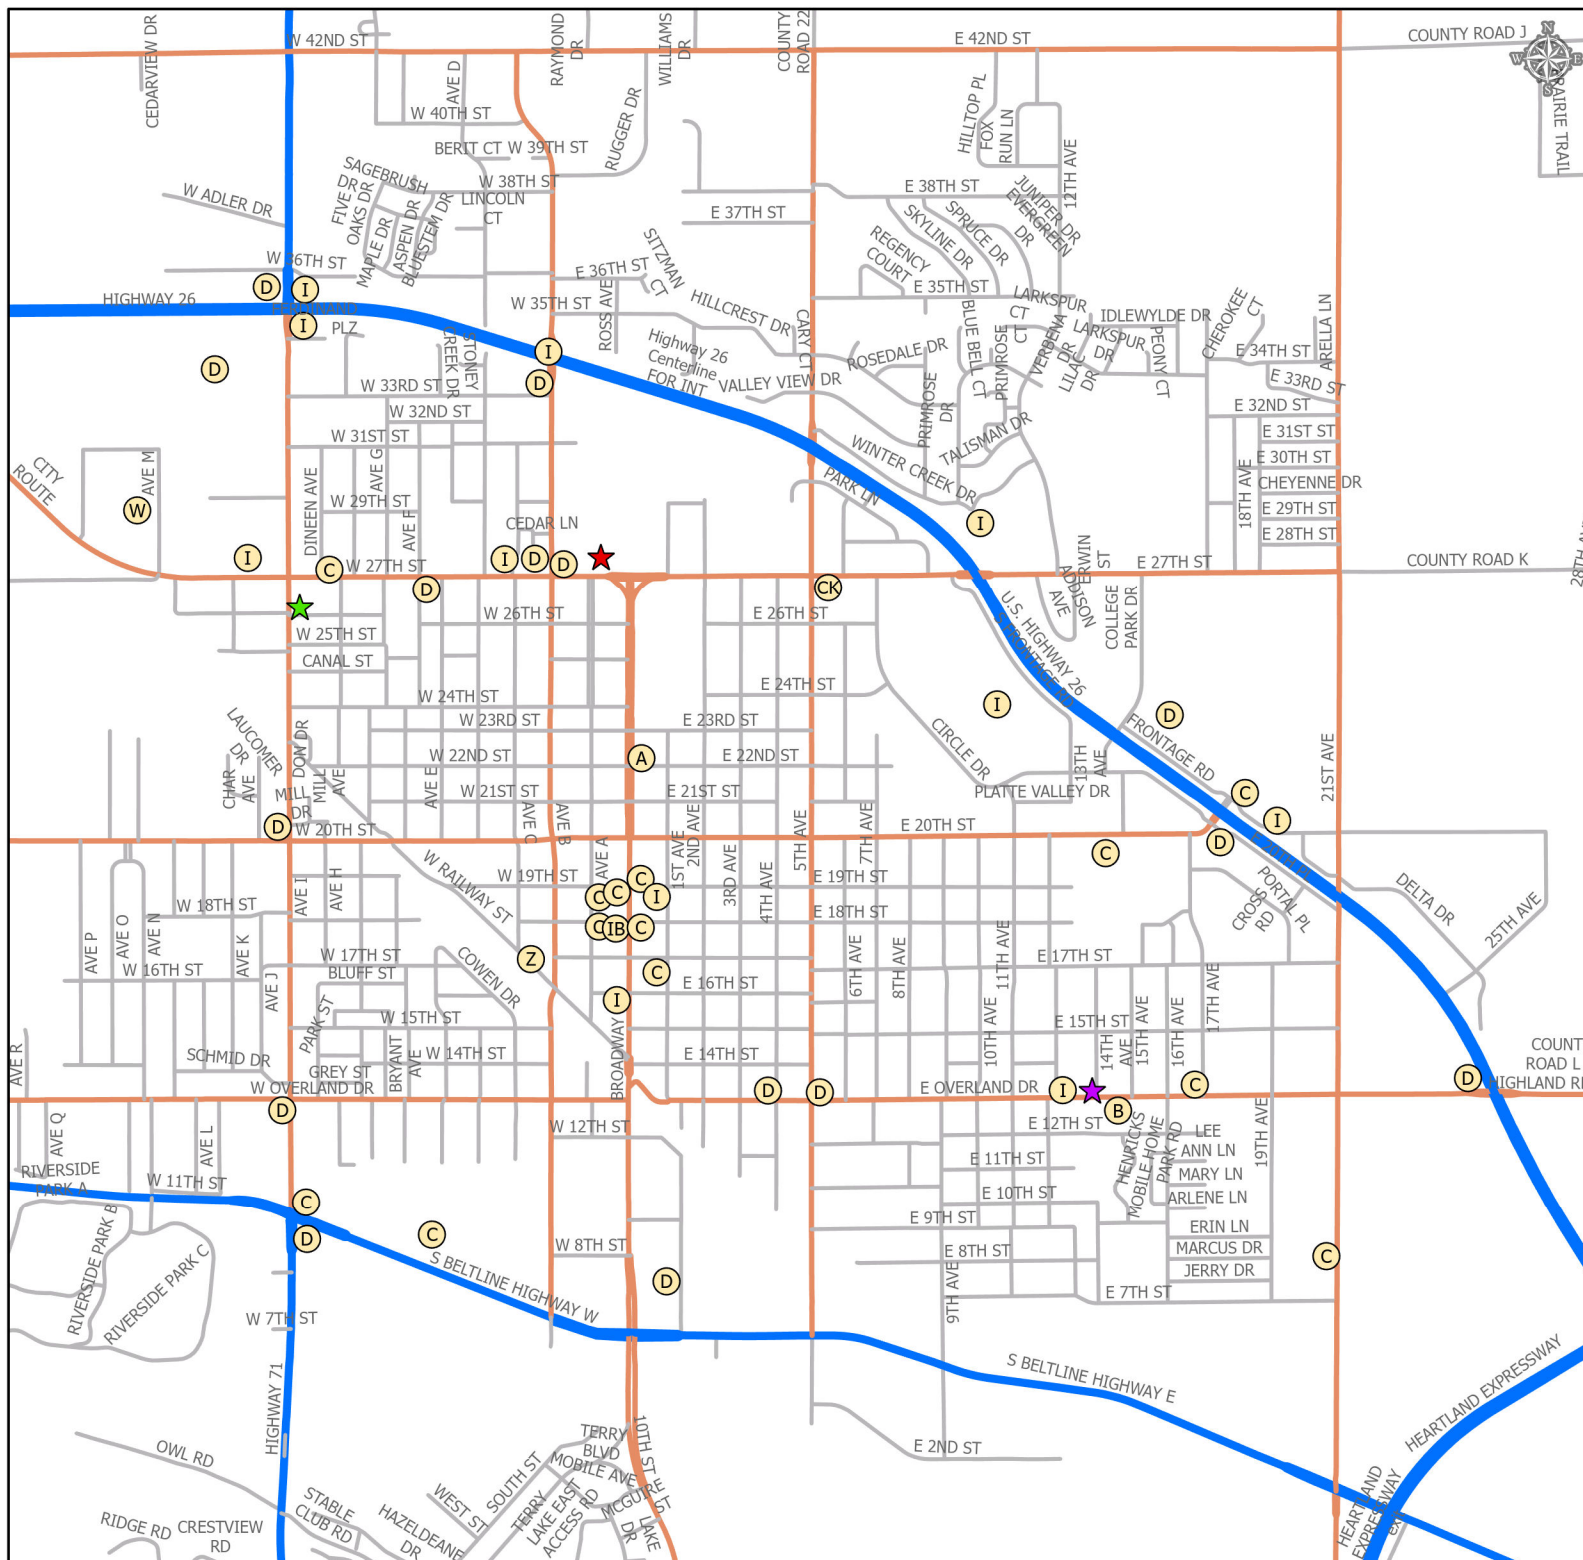 W 42ND ST
RAYMOND DR
WILLIAMS DR
COUNTY ROAD 22
E 42ND ST
COUNTY ROAD J
N
W
E
S
CEDARVIEW DR
AVE D
W 40TH ST
RUGGER DR
HILLTOP PL
FOX RUN LN
12TH AVE
BERIT CT
W 39TH ST
SAGEBRUSH DR
W 38TH ST
LINCOLN CT
FIVE OAKS DR
MAPLE DR
ASPEN DR
BLUESTEM DR
W ADLER DR
E 38TH ST
E 37TH ST
SKYLINE DR
SPRUCE DR
JUNIPER DR
EVERGREEN DR
REGENCY COURT
W 36TH ST
E 36TH ST
SITZMAN CT
E 35TH ST
LARKSPUR CT
D
I
HIGHWAY 26
I
PLZ
W 35TH ST
ROSS AVE
HILLCREST DR
CARY CT
Highway 26
Centerline
FOR INT
BLUE BELL CT
PRIMROSE CT
VERBENA DR
LILAC DR
LARKSPUR DR
IDLEWYLDE DR
PEONY CT
CHEROKEE CT
E 34TH ST
ARELLA LN
E 33RD ST
D
STONEY CREEK DR
I
D
W 33RD ST
VALLEY VIEW DR
ROSEDALE DR
PRIMROSE DR
TALISMAN DR
E 32ND ST
W 32ND ST
W 31ST ST
E 31ST ST
E 30TH ST
CHEYENNE DR
E 29TH ST
E 28TH ST
18TH AVE
CITY ROUTE
AVE M
W
DINEEN AVE
AVE G
W 29TH ST
AVE F
CEDAR LN
WINTER CREEK DR
PARK LN
I
I
C
W 27TH ST
I
D
D
D
CK
ERWIN ST
ADDISON AVE
E 27TH ST
COUNTY ROAD K
W 26TH ST
E 26TH ST
W 25TH ST
CANAL ST
U.S. HIGHWAY 26
S FRONTAGE RD
COLLEGE PARK DR
W 24TH ST
E 24TH ST
W 23RD ST
E 23RD ST
I
D
FRONTAGE RD
LAUCOMER DR
DON DR
CHAR AVE
MILL DR
MILL AVE
W 22ND ST
E 22ND ST
A
CIRCLE DR
13TH AVE
PLATTE VALLEY DR
21ST AVE
AVE E
W 21ST ST
E 21ST ST
C
I
D
D
W 20TH ST
AVE C
AVE B
E 20TH ST
5TH AVE
7TH AVE
C
W RAILWAY ST
AVE A
1ST AVE
2ND AVE
3RD AVE
4TH AVE
W 19TH ST
E 19TH ST
C
C
C
I
C
IB
C
E 18TH ST
CROSS RD
PORTAL PL
DELTA DR
25TH AVE
AVE P
AVE O
AVE N
W 18TH ST
AVE K
AVE I
AVE H
W 17TH ST
BLUFF ST
W 16TH ST
AVE J
Z
COWEN DR
C
E 16TH ST
I
6TH AVE
8TH AVE
10TH AVE
11TH AVE
E 17TH ST
17TH AVE
PARK ST
W 15TH ST
E 15TH ST
14TH AVE
15TH AVE
16TH AVE
AVE R
SCHMID DR
GREY ST
BRYANT AVE
W 14TH ST
E 14TH ST
BROADWAY
W OVERLAND DR
E OVERLAND DR
D
D
D
I
B
C
D
ROAD L
AVE Q
AVE L
W 12TH ST
E 12TH ST
HENRICKS
MOBILE HOME
PARK RD
LEE ANN LN
19TH AVE
MARY LN
ARLENE LN
RIVERSIDE PARK A
W 11TH ST
E 11TH ST
E 10TH ST
C
D
C
E 9TH ST
ERIN LN
MARCUS DR
JERRY DR
C
RIVERSIDE PARK B
RIVERSIDE PARK C
W 8TH ST
E 8TH ST
D
W 7TH ST
E 7TH ST
9TH AVE
S BELTLINE HIGHWAY W
S BELTLINE HIGHWAY E
HIGHWAY 71
HEARTLAND EXPRESSWAY
OWL RD
TERRY BLVD
10TH ST
E 2ND ST
MOBILE AVE
SOUTH ST
WEST ST
TERRY
LAKE EAST
ACCESS RD
LAKE DR
STABLE CLUB RD
HAZELDEANE DR
RIDGE RD
CRESTVIEW RD
HEARTLAND EXPRESSWAY